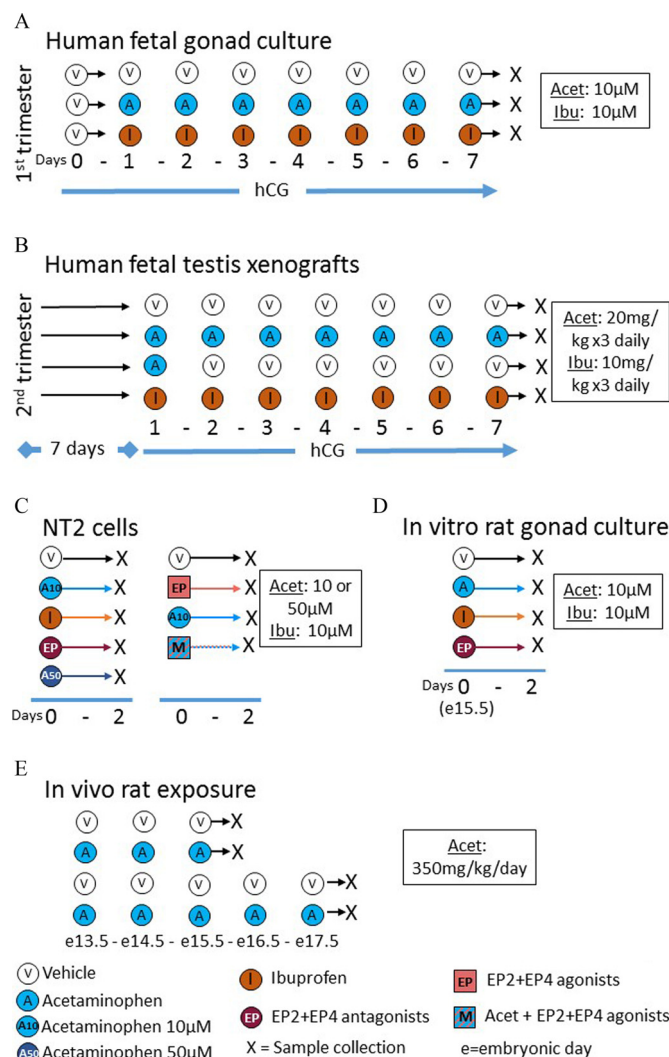 A
Human fetal gonad culture
1st trimester
V V V V V V V V X
V A A A A A A A X
V I I I I I I I X
Days 0 - 1 - 2 - 3 - 4 - 5 - 6 - 7
hCG
Acet: 10µM
Ibu: 10µM
B
Human fetal testis xenografts
2nd trimester
V V V V V V V X
A A A A A A A X
A V V V V V V X
I I I I I I I X
1 - 2 - 3 - 4 - 5 - 6 - 7
7 days
hCG
Acet: 20mg/
kg x3 daily
Ibu: 10mg/
kg x3 daily
C
NT2 cells
V X
A10 X
I X
EP X
A50 X
Days 0 - 2
V X
EP X
A10 X
M X
0 - 2
Acet: 10 or
50µM
Ibu: 10µM
D
In vitro rat gonad culture
V X
A X
I X
EP X
Days 0 - 2
(e15.5)
Acet: 10µM
Ibu: 10µM
E
In vivo rat exposure
V V V X
A A A X
V V V V V X
A A A A A X
e13.5 - e14.5 - e15.5 - e16.5 - e17.5
Acet:
350mg/kg/day
V Vehicle
A Acetaminophen
A10 Acetaminophen 10µM
A50 Acetaminophen 50µM
I Ibuprofen
EP EP2+EP4 antagonists
X = Sample collection
EP EP2+EP4 agonists
M Acet + EP2+EP4 agonists
e=embryonic day